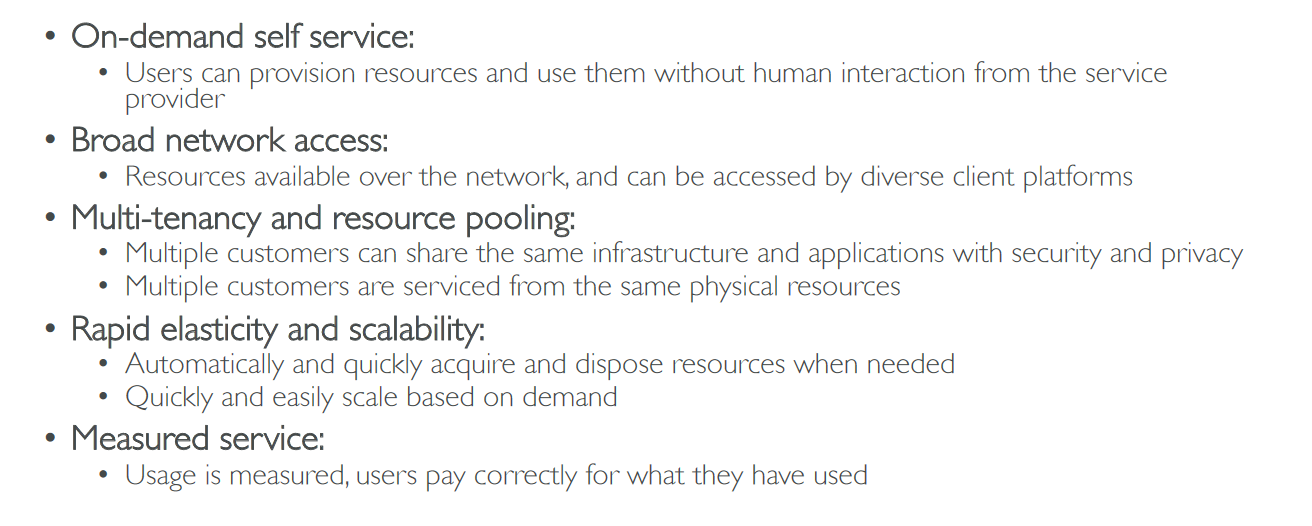 • On-demand self service:
• Users can provision resources and use them without human interaction from the service
provider
• Broad network access:
• Resources available over the network, and can be accessed by diverse client platforms
• Multi-tenancy and resource pooling:
• Multiple customers can share the same infrastructure and applications with security and privacy
• Multiple customers are serviced from the same physical resources
• Rapid elasticity and scalability:
• Automatically and quickly acquire and dispose resources when needed
• Quickly and easily scale based on demand
• Measured service:
• Usage is measured, users pay correctly for what they have used